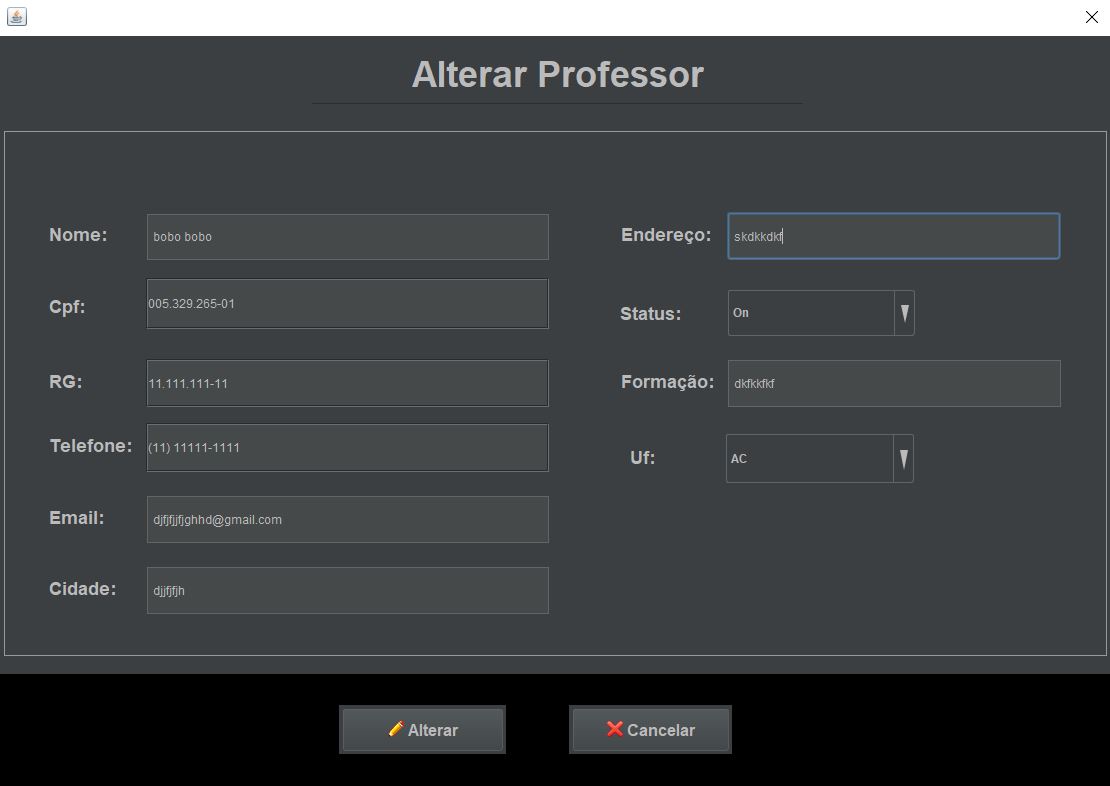 Alterar Professor
Nome: bobo bobo
Endereço: skdkkdkf
Cpf: 005.329.265-01
Status: On
RG: 11.111.111-11
Formação: dkfkkfkf
Telefone: (11) 11111-1111
Uf: AC
Email: djfjfjjfjghhd@gmail.com
Cidade: djjfjfjh
Alterar
Cancelar